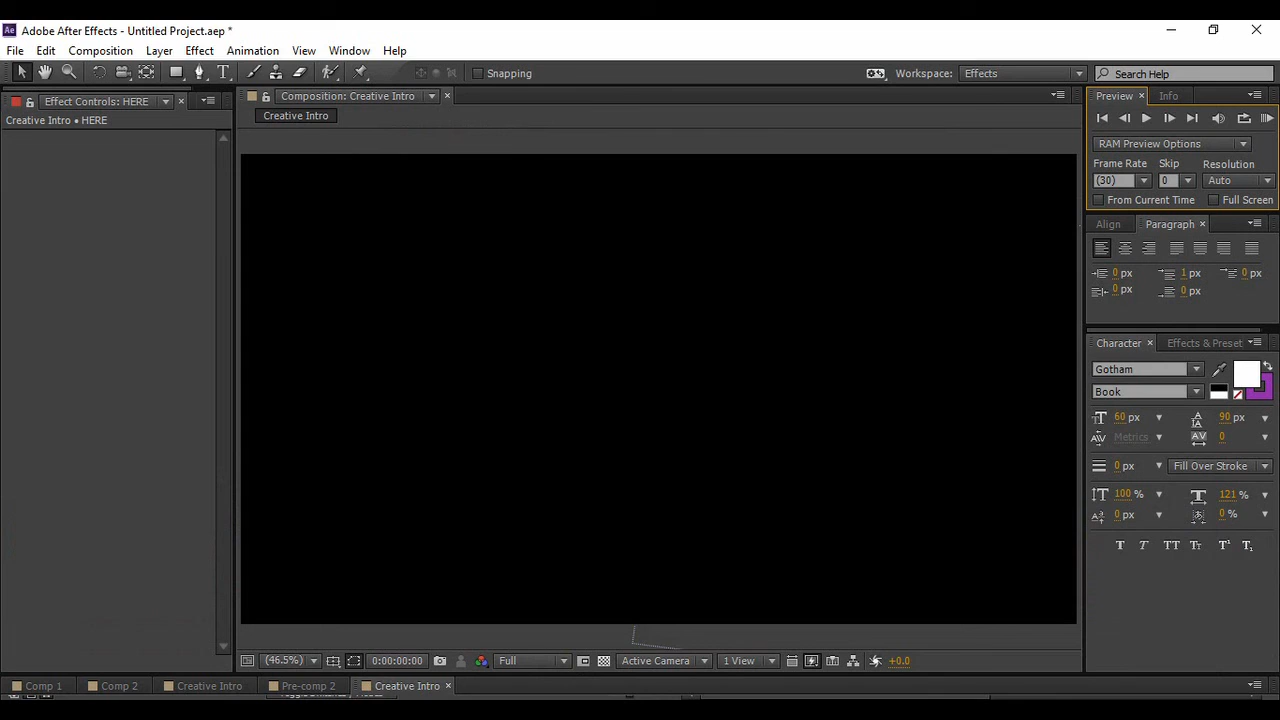 Ae Adobe After Effects - Untitled Project.aep *
File Edit Composition Layer Effect Animation View Window Help
Snapping
Workspace: Effects
Search Help
Effect Controls: HERE
Creative Intro • HERE
Composition: Creative Intro
Creative Intro
Preview Info
RAM Preview Options
Frame Rate Skip Resolution
(30) 0 Auto
From Current Time Full Screen
Align Paragraph
0 px 1 px 0 px
0 px 0 px
Character Effects & Preset
Gotham
Book
60 px 90 px
Metrics 0
0 px Fill Over Stroke
100 % 121 %
0 px 0 %
T T TT Tt T¹ T₁
(46.5%) 0:00:00:00 Full Active Camera 1 View +0.0
Comp 1 Comp 2 Creative Intro Pre-comp 2 Creative Intro